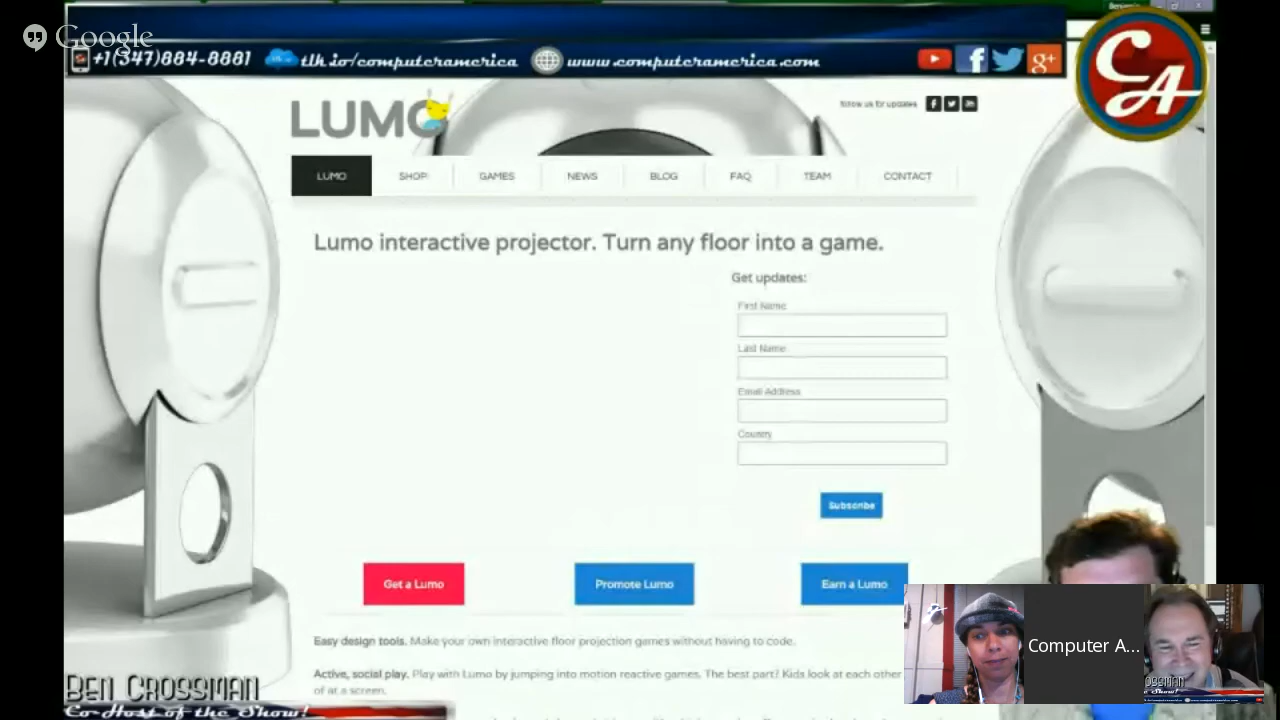 Benjamin
Google
+1(347)884-8881 tlk.io/computeramerica www.computeramerica.com
CA
LUMO
follow us for updates
LUMO SHOP GAMES NEWS BLOG FAQ TEAM CONTACT
Lumo interactive projector. Turn any floor into a game.
Get updates:
First Name
Last Name
Email Address
Country
Subscribe
Get a Lumo Promote Lumo Earn a Lumo
Easy design tools. Make your own interactive floor projection games without having to code.
Active, social play. Play with Lumo by jumping into motion reactive games. The best part? Kids look at each other
of at a screen.
Computer A...
Ben Crossman
Co-Host of the Show!